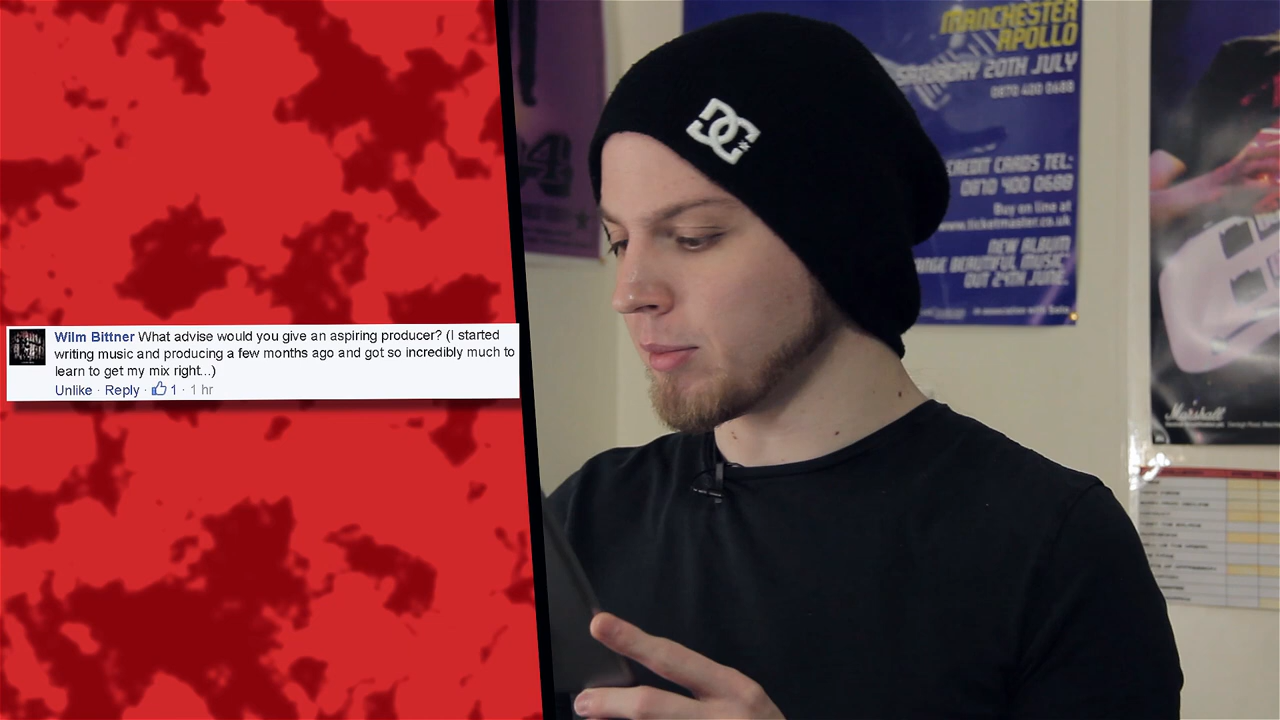 Wilm Bittner What advise would you give an aspiring producer? (I started
writing music and producing a few months ago and got so incredibly much to
learn to get my mix right...)
Unlike · Reply · 1 · 1 hr
DC
MANCHESTER
APOLLO
SATURDAY 20TH JULY
0870 400 0688
CREDIT CARDS TEL:
0870 400 0688
Buy on line at
www.ticketmaster.co.uk
NEW ALBUM
ANGE BEAUTIFUL MUSIC"
OUT 24TH JUNE
Marshall